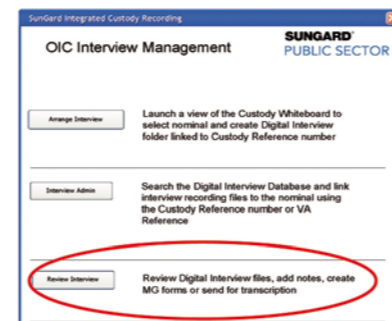 SunGard Integrated Custody Recording
OIC Interview Management
SUNGARD®
PUBLIC SECTOR
Arrange Interview
Launch a view of the Custody Whiteboard to
select nominal and create Digital Interview
folder linked to Custody Reference number
Interview Admin
Search the Digital Interview Database and link
interview recording files to the nominal using
the Custody Reference number or VA
Reference
Review Interview
Review Digital Interview files, add notes, create
MG forms or send for transcription